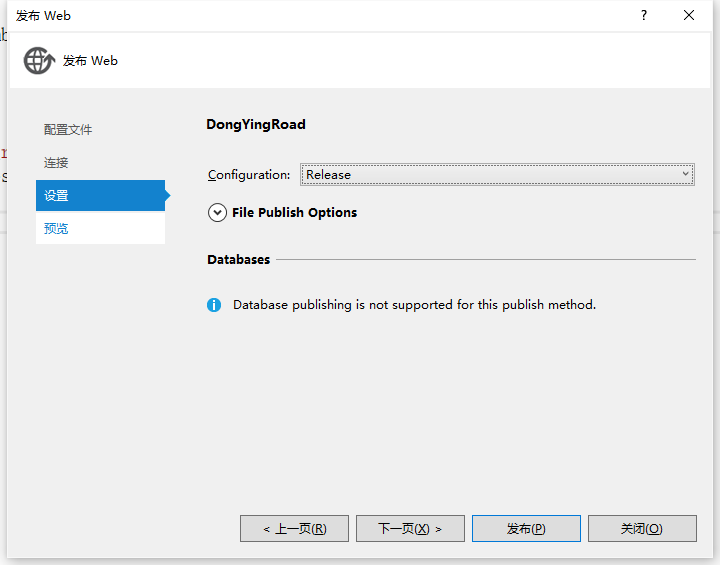 发布 Web
?
发布 Web
配置文件
连接
设置
预览
DongYingRoad
Configuration: Release
File Publish Options
Databases
Database publishing is not supported for this publish method.
< 上一页(R) 下一页(X) > 发布(P) 关闭(O)